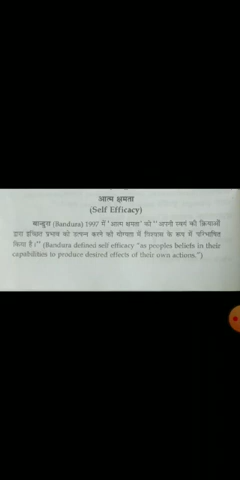 आत्म क्षमता
(Self Efficacy)
बान्डुरा (Bandura) 1997 में "आत्म क्षमता" को "अपनी स्वयं की क्रियाओं
द्वारा इच्छित प्रभाव को उत्पन्न करने की योग्यता में विश्वास के रूप में परिभाषित
किया है।" (Bandura defined self efficacy "as peoples beliefs in their
capabilities to produce desired effects of their own actions.")